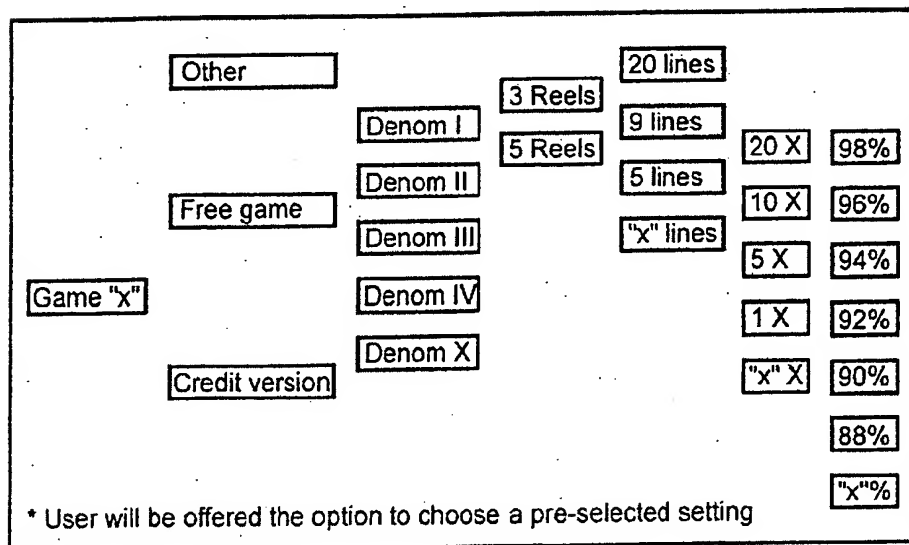 Game "x"
Other
Free game
Credit version
Denom I
Denom II
Denom III
Denom IV
Denom X
3 Reels
5 Reels
20 lines
9 lines
5 lines
"x" lines
20 X
10 X
5 X
1 X
"x" X
98%
96%
94%
92%
90%
88%
"x"%
* User will be offered the option to choose a pre-selected setting